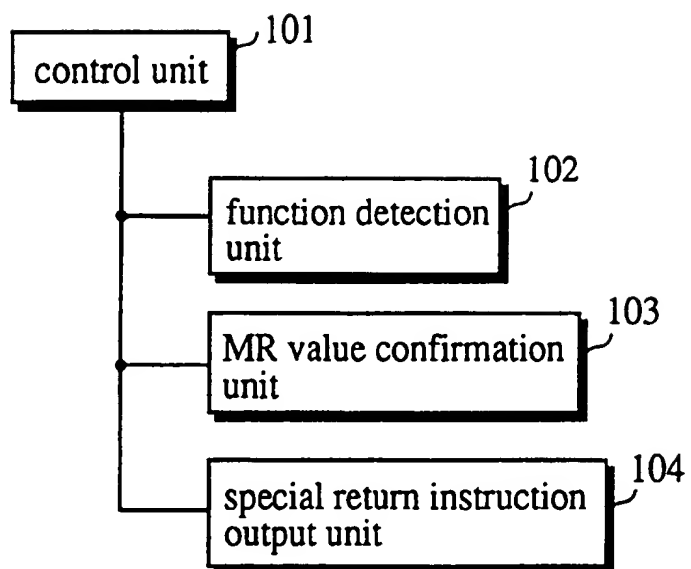 101
control unit
102
function detection
unit
103
MR value confirmation
unit
104
special return instruction
output unit